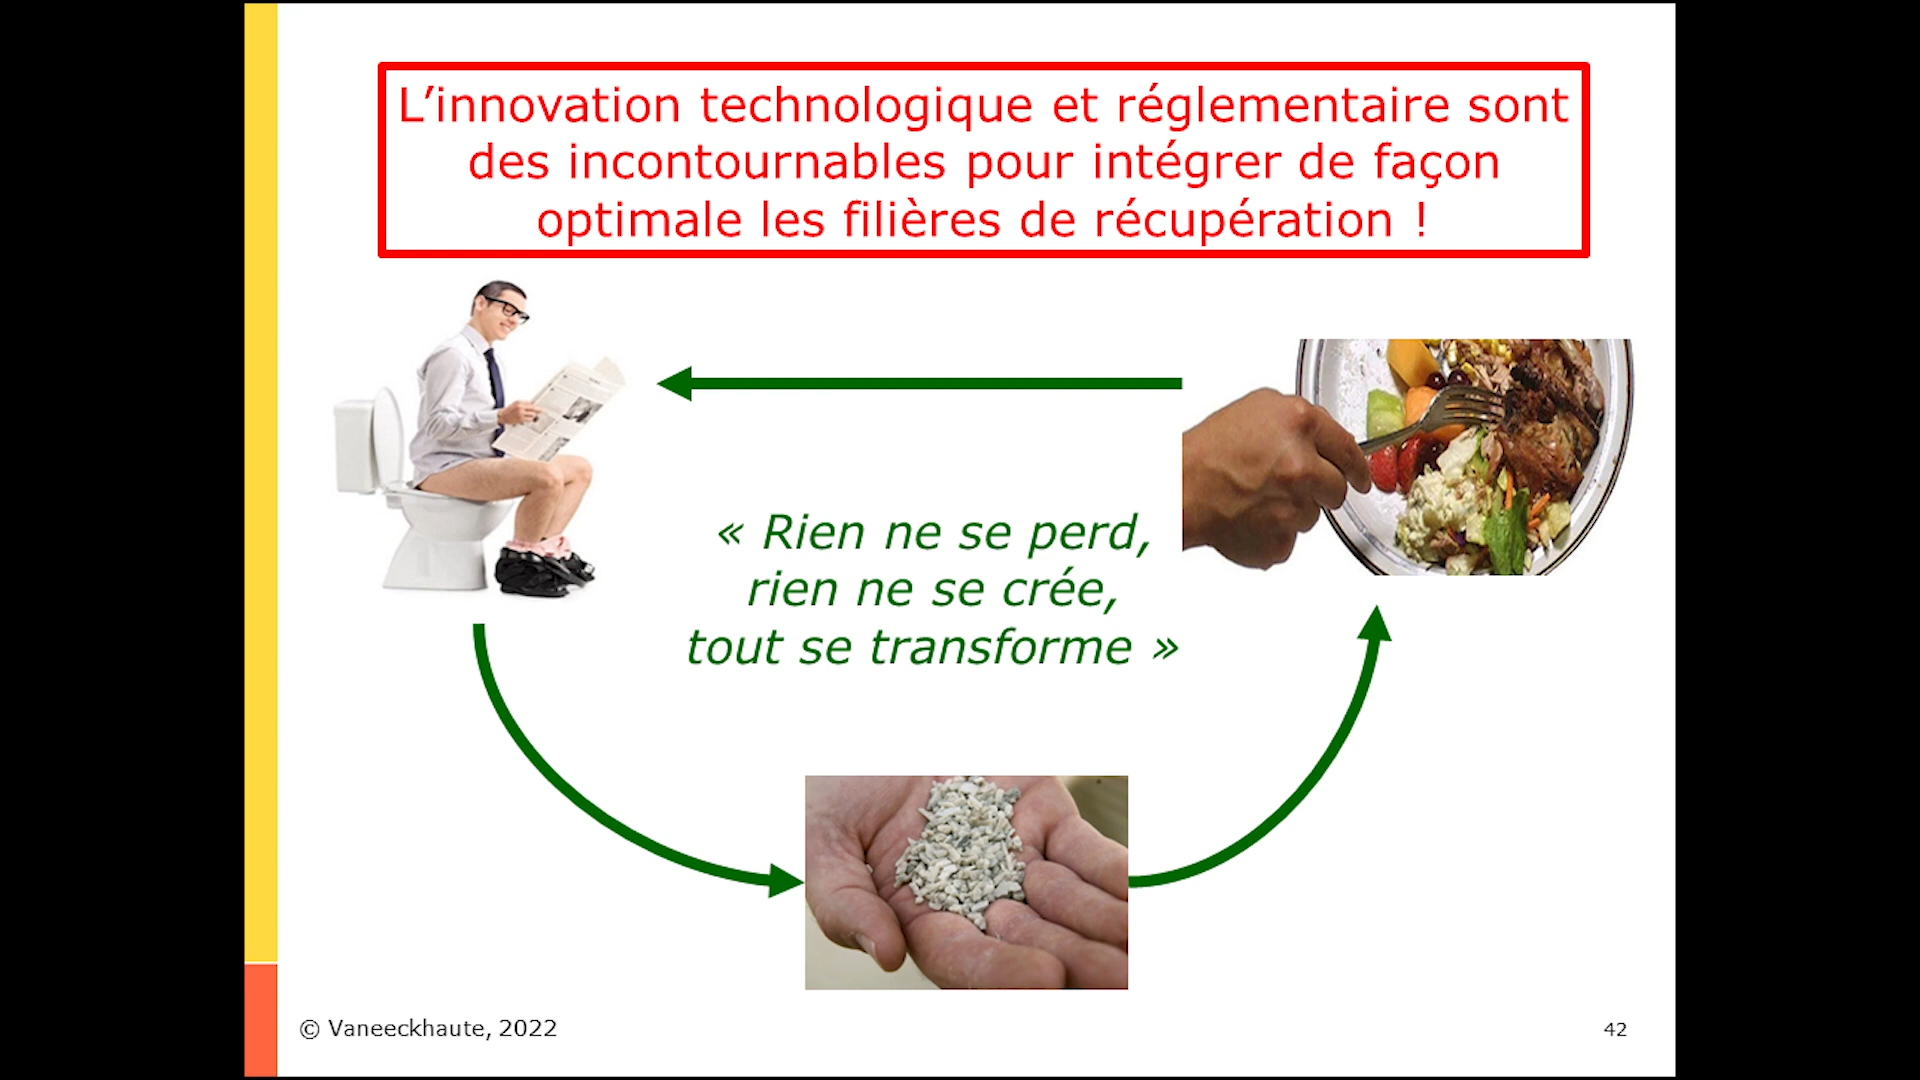 L’innovation technologique et réglementaire sont
des incontournables pour intégrer de façon
optimale les filières de récupération !
« Rien ne se perd,
rien ne se crée,
tout se transforme »
© Vaneeckhaute, 2022
42